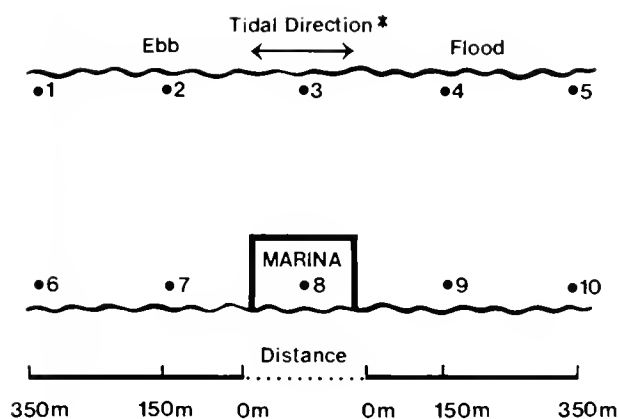 Tidal Direction*
Ebb Flood
1 2 3 4 5
MARINA
6 7 8 9 10
Distance
350m 150m 0m 0m 150m 350m